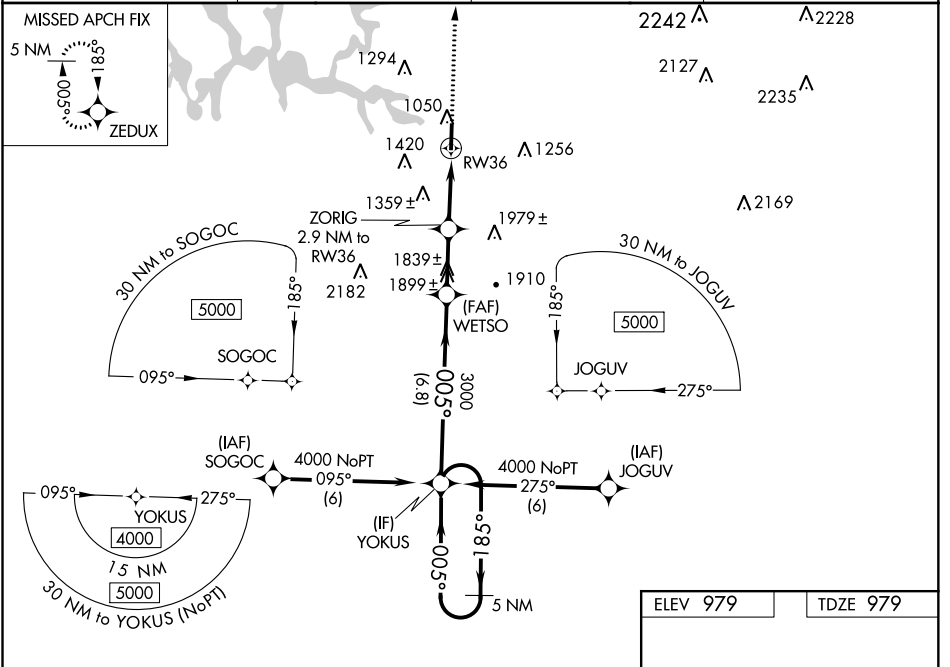 MISSED APCH FIX
5 NM
185°
005°
ZEDUX
2242
2228
1294
2127
2235
1050
1420
RW36
1256
1359±
2169
ZORIG
2.9 NM to
RW36
1979±
30 NM to SOGOC
30 NM to JOGUV
1839±
2182
1899±
1910
185°
185°
5000
(FAF)
WETSO
5000
SOGOC
JOGUV
095°
275°
3000
005°
(6.8)
(IAF)
SOGOC
4000 NoPT
095°
(6)
4000 NoPT
275°
(6)
(IAF)
JOGUV
095°
275°
YOKUS
4000
15 NM
5000
30 NM to YOKUS (NoPT)
(IF)
YOKUS
005°
185°
5 NM
ELEV 979
TDZE 979